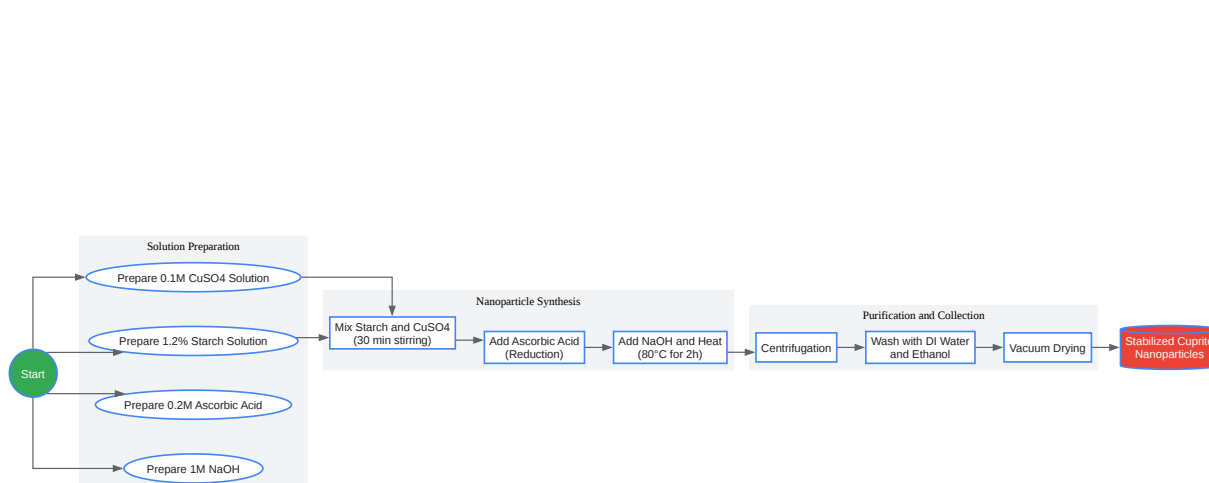 Start
Solution Preparation
Prepare 0.1M CuSO4 Solution
Prepare 1.2% Starch Solution
Prepare 0.2M Ascorbic Acid
Prepare 1M NaOH
Nanoparticle Synthesis
Mix Starch and CuSO4
(30 min stirring)
Add Ascorbic Acid
(Reduction)
Add NaOH and Heat
(80°C for 2h)
Purification and Collection
Centrifugation
Wash with DI Water
and Ethanol
Vacuum Drying
Stabilized Cuprite
Nanoparticles